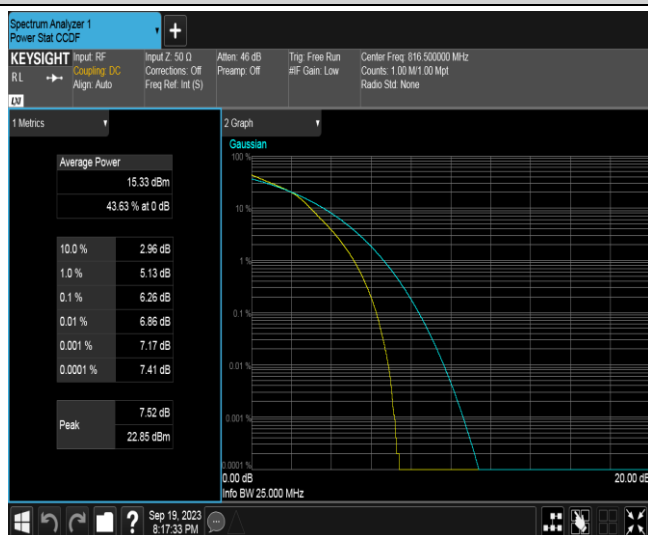 Spectrum Analyzer 1
Power Stat CCDF
+
KEYSIGHT
RL
LXI
Input: RF
Coupling: DC
Align: Auto
Input Z: 50 Ω
Corrections: Off
Freq Ref: Int (S)
Atten: 46 dB
Preamp: Off
Trig: Free Run
#IF Gain: Low
Center Freq: 816.500000 MHz
Counts: 1.00 M/1.00 Mpt
Radio Std: None
1 Metrics
Average Power
15.33 dBm
43.63 % at 0 dB
10.0 % 2.96 dB
1.0 % 5.13 dB
0.1 % 6.26 dB
0.01 % 6.86 dB
0.001 % 7.17 dB
0.0001 % 7.41 dB
Peak
7.52 dB
22.85 dBm
2 Graph
Gaussian
100 %
10 %
1 %
0.1 %
0.01 %
0.001 %
0.0001 %
0.00 dB 20.00 dB
Info BW 25.000 MHz
?
Sep 19, 2023
8:17:33 PM